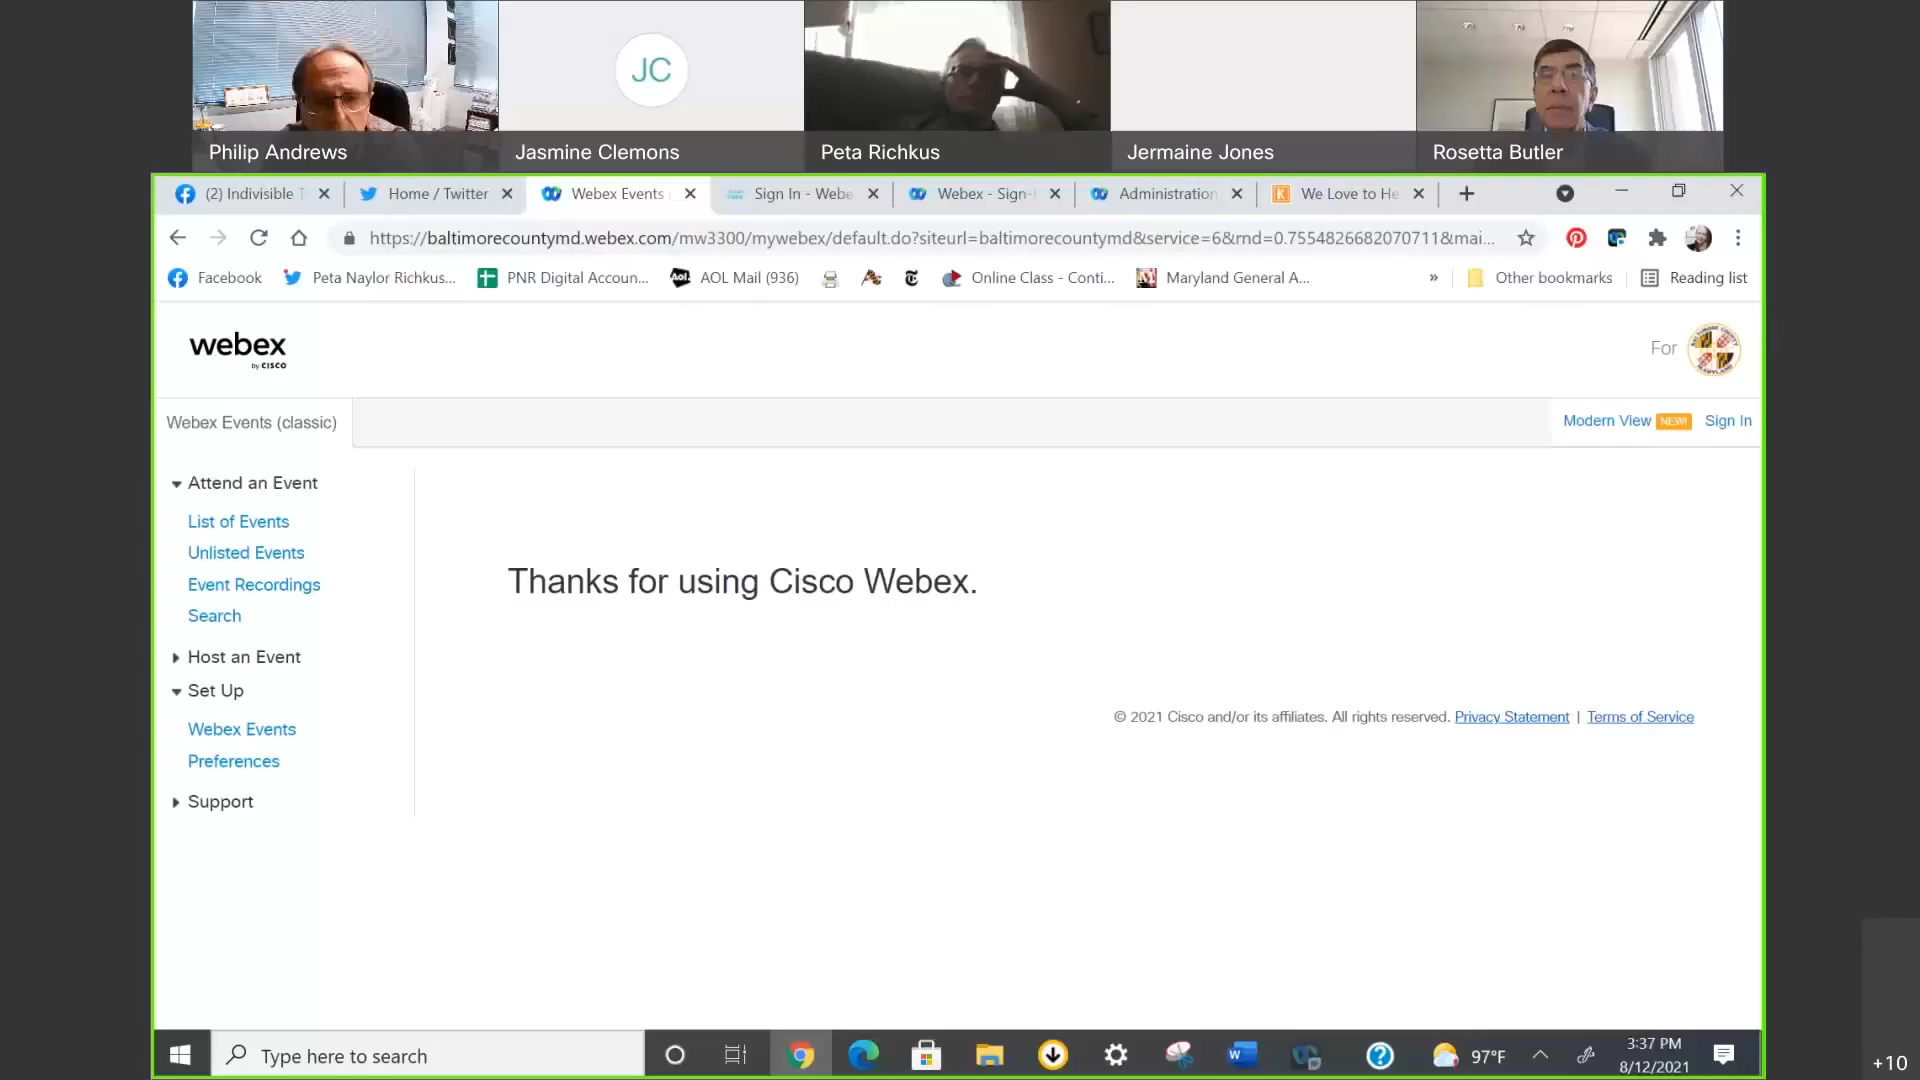 JC
Philip Andrews
Jasmine Clemons
Peta Richkus
Jermaine Jones
Rosetta Butler
(2) Indivisible T
Home / Twitter
Webex Events
Sign In - Webe
Webex - Sign-I
Administration
We Love to He
https://baltimorecountymd.webex.com/mw3300/mywebex/default.do?siteurl=baltimorecountymd&service=6&rnd=0.7554826682070711&mai...
Facebook
Peta Naylor Richkus...
PNR Digital Accoun...
AOL Mail (936)
Online Class - Conti...
Maryland General A...
»
Other bookmarks
Reading list
webex
by CISCO
For
Webex Events (classic)
Modern View NEW!
Sign In
Attend an Event
List of Events
Unlisted Events
Event Recordings
Search
Host an Event
Set Up
Webex Events
Preferences
Support
Thanks for using Cisco Webex.
© 2021 Cisco and/or its affiliates. All rights reserved. Privacy Statement | Terms of Service
Type here to search
97°F
3:37 PM
8/12/2021
+10